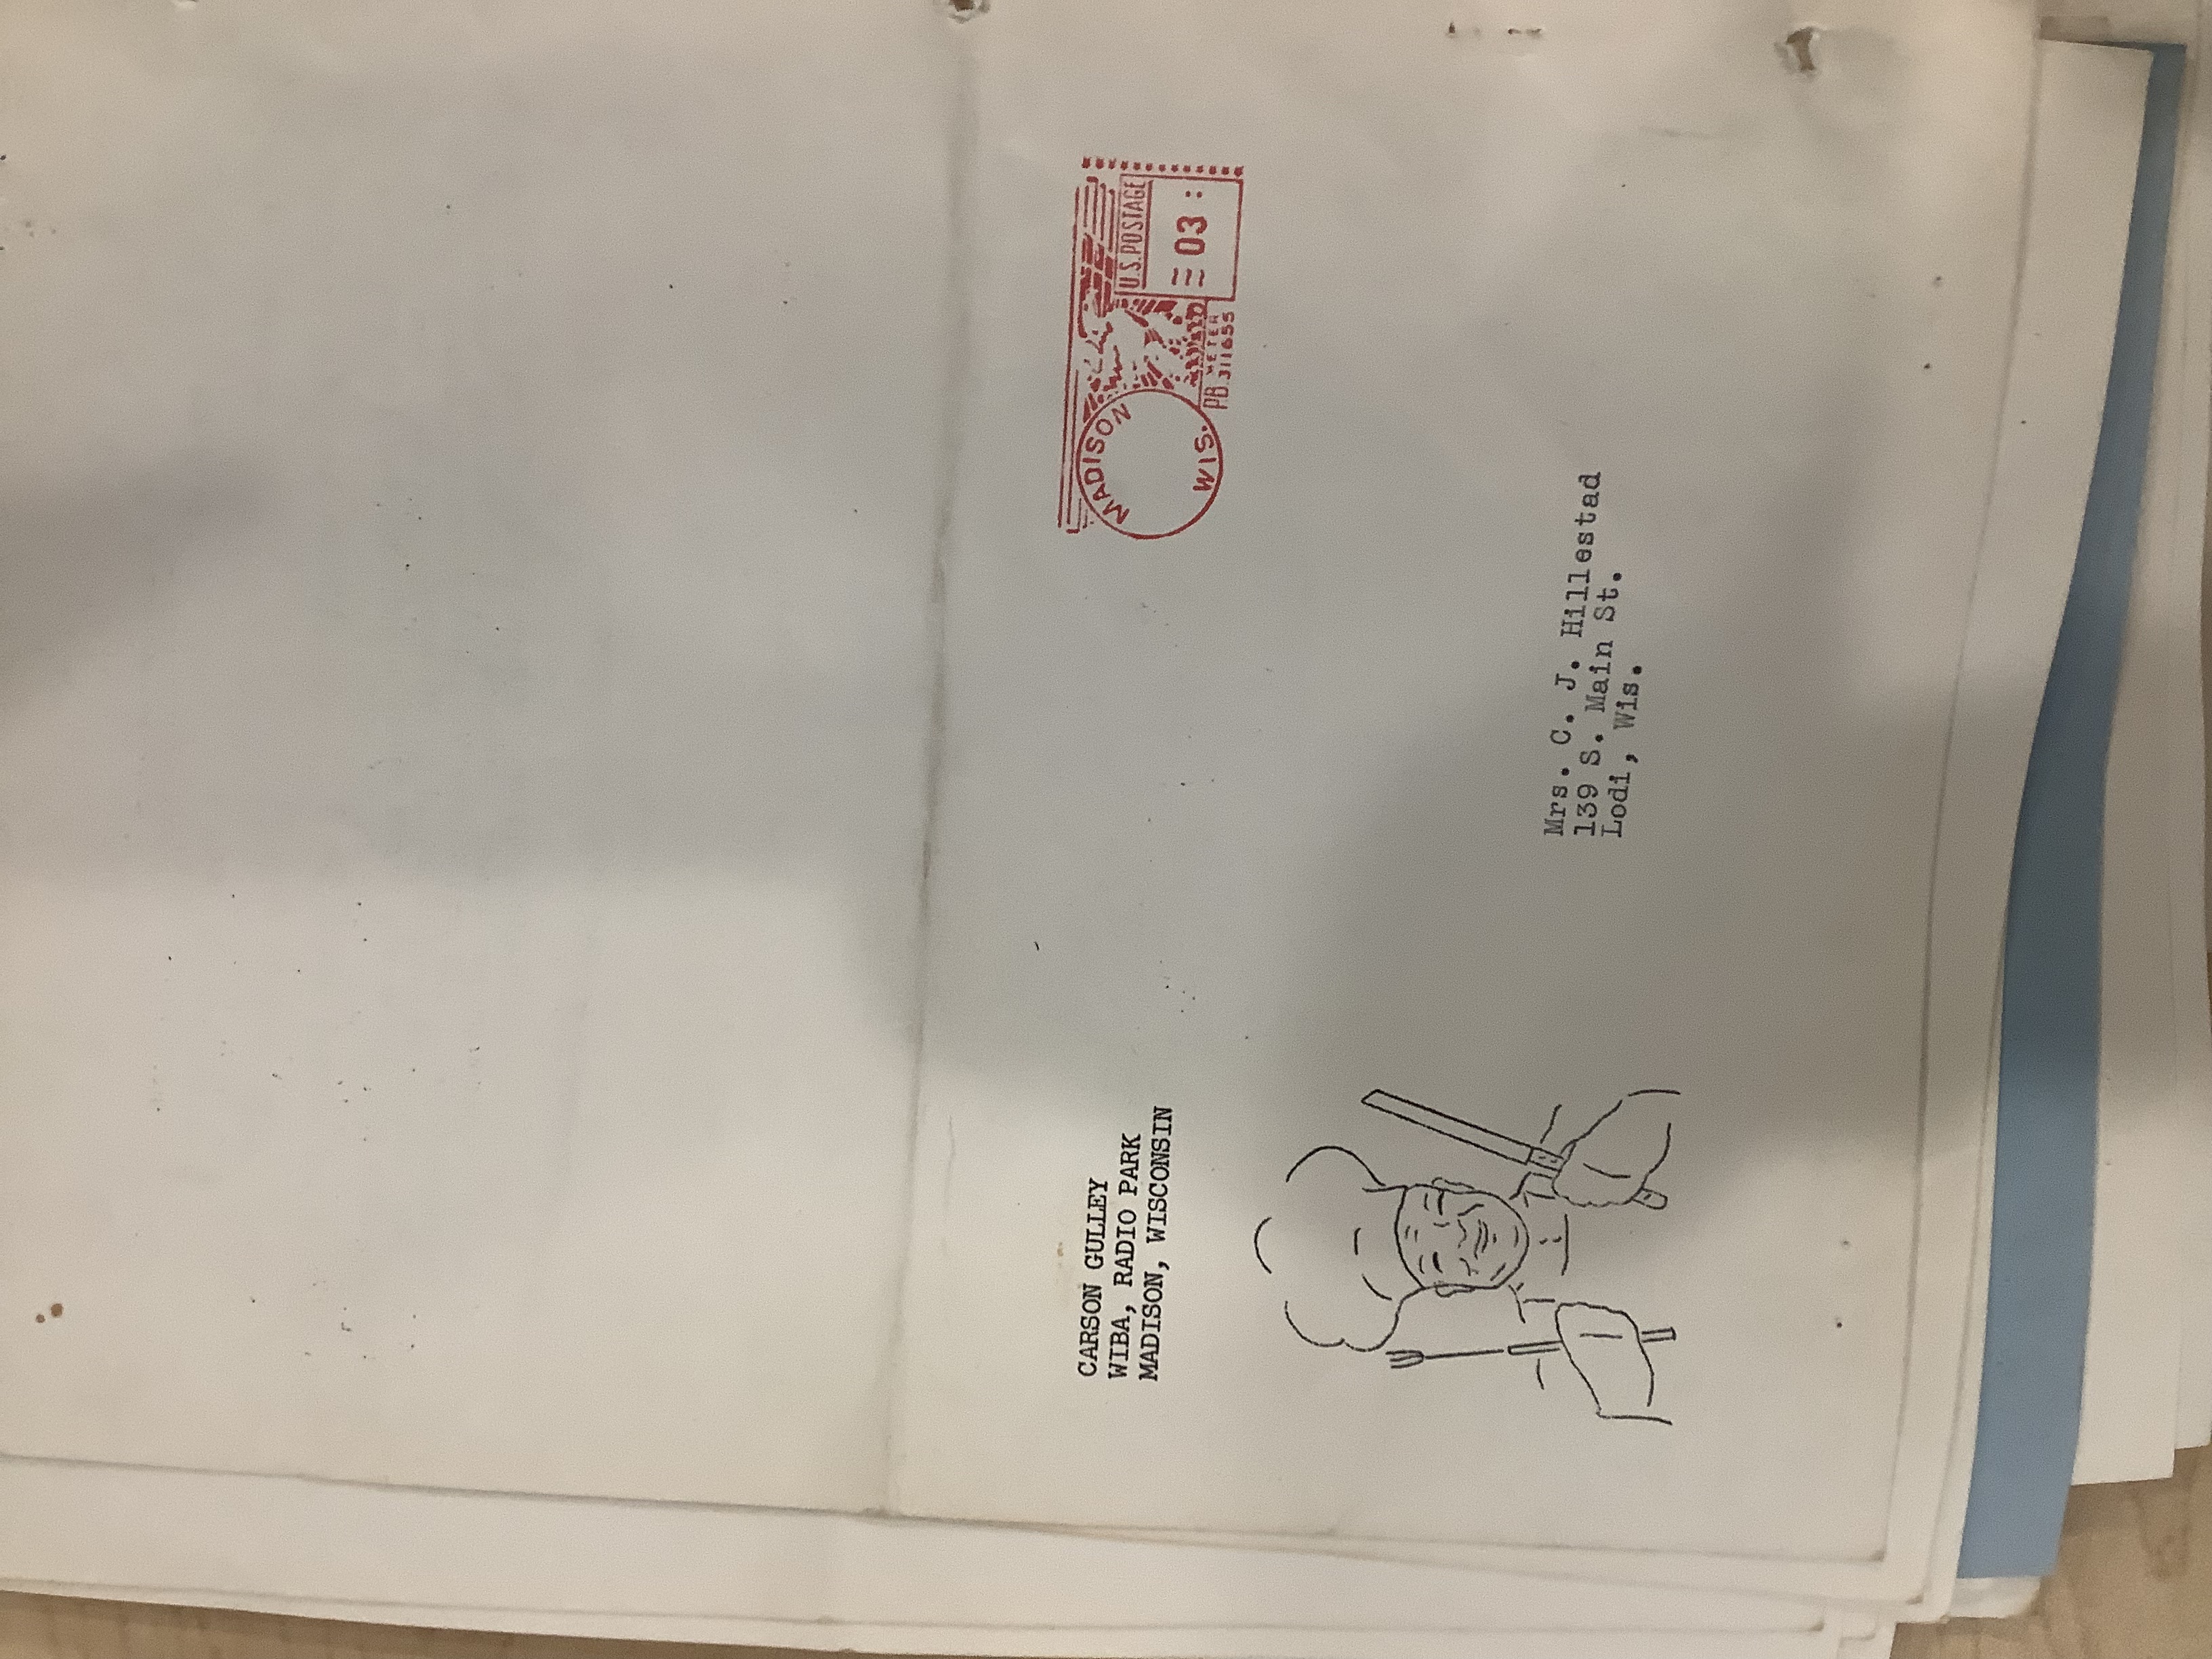 CARSON GULLEY
WIBA, RADIO PARK
MADISON, WISCONSIN
MADISON
WIS.
U.S. POSTAGE
03
PB METER
311655
Mrs. C. J. Hillestad
139 S. Main St.
Lodi, Wis.